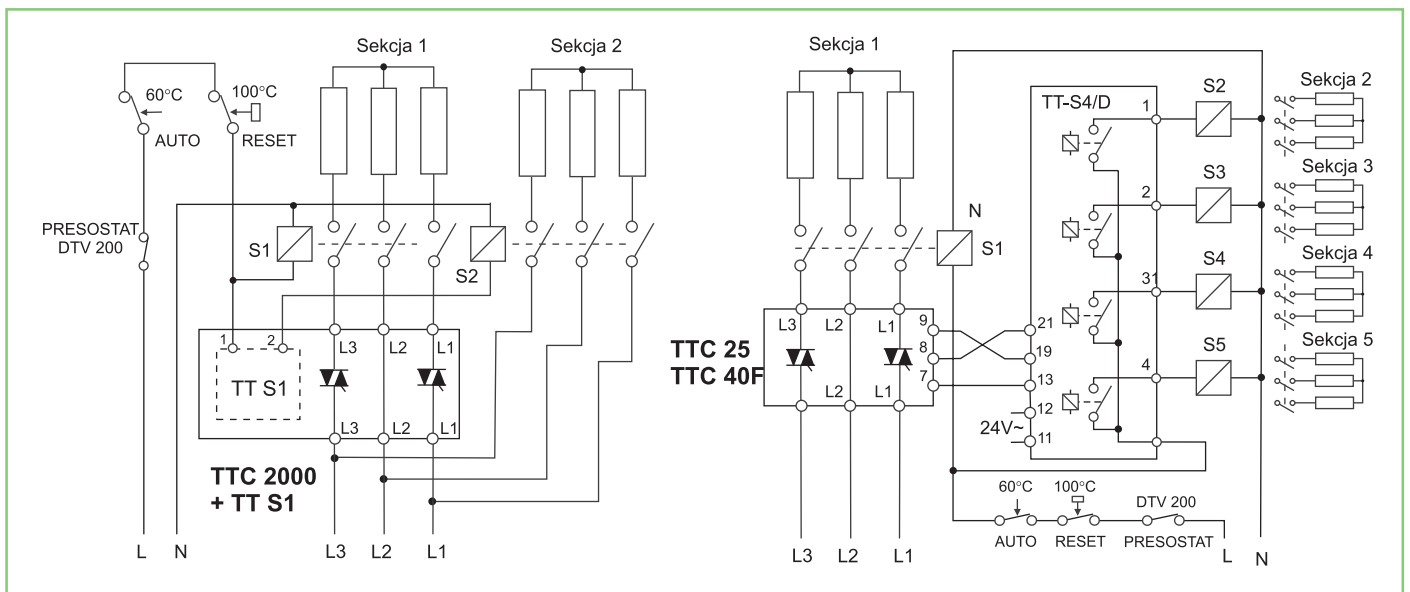 Sekcja 1
Sekcja 2
60°C
AUTO
100°C
RESET
PRESOSTAT
DTV 200
S1
S2
1
2
TT S1
L3
L2
L1
L3
L2
L1
TTC 2000
+ TT S1
L
N
L3
L2
L1
Sekcja 1
N
S1
L3
L2
L1
9
8
7
L2
L1
TTC 25
TTC 40F
L3
L2
L1
TT-S4/D
1
2
31
4
21
19
13
12
24V~
11
S2
S3
S4
S5
Sekcja 2
Sekcja 3
Sekcja 4
Sekcja 5
60°C
AUTO
100°C
RESET
DTV 200
PRESOSTAT
L
N